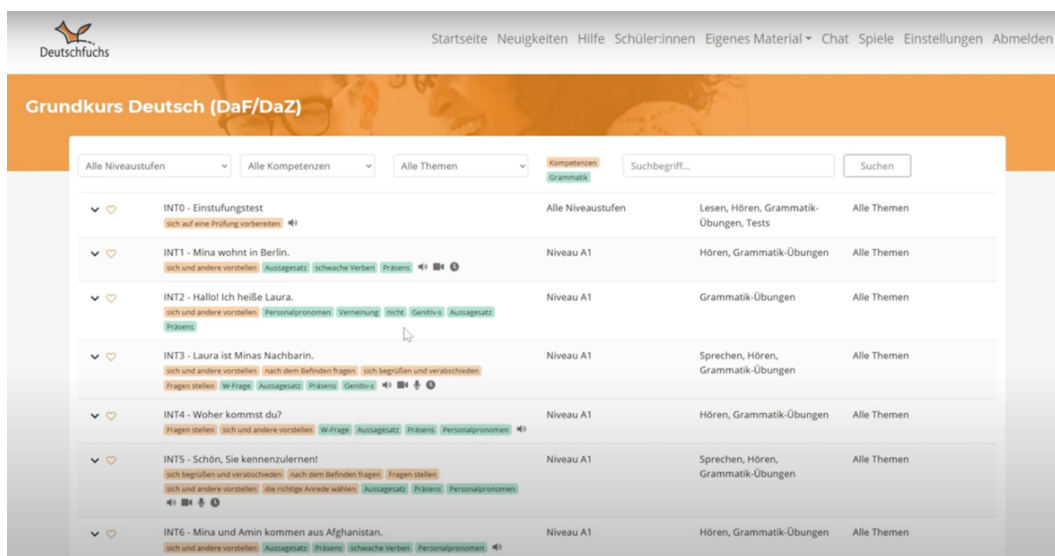 Deutschfuchs
Startseite Neuigkeiten Hilfe Schüler:innen Eigenes Material Chat Spiele Einstellungen Abmelden
Grundkurs Deutsch (DaF/DaZ)
Alle Niveaustufen Alle Kompetenzen Alle Themen Kompetenzen Grammatik Suchbegriff... Suchen
INT0 - Einstufungstest Alle Niveaustufen Lesen, Hören, Grammatik-Übungen, Tests Alle Themen
sich auf eine Prüfung vorbereiten
INT1 - Mina wohnt in Berlin. Niveau A1 Hören, Grammatik-Übungen Alle Themen
sich und andere vorstellen Aussagesatz schwache Verben Präsens
INT2 - Hallo! Ich heiße Laura. Niveau A1 Grammatik-Übungen Alle Themen
sich und andere vorstellen Personalpronomen Verneinung nicht Genitiv-s Aussagesatz
Präsens
INT3 - Laura ist Minas Nachbarin. Niveau A1 Sprechen, Hören, Grammatik-Übungen Alle Themen
sich und andere vorstellen nach dem Befinden fragen sich begrüßen und verabschieden
Fragen stellen W-Frage Aussagesatz Präsens Genitiv-s
INT4 - Woher kommst du? Niveau A1 Hören, Grammatik-Übungen Alle Themen
Fragen stellen sich und andere vorstellen W-Frage Aussagesatz Präsens Personalpronomen
INT5 - Schön, Sie kennenzulernen! Niveau A1 Sprechen, Hören, Grammatik-Übungen Alle Themen
sich begrüßen und verabschieden nach dem Befinden fragen Fragen stellen
sich und andere vorstellen die richtige Anrede wählen Aussagesatz Präsens Personalpronomen
INT6 - Mina und Amin kommen aus Afghanistan. Niveau A1 Hören, Grammatik-Übungen Alle Themen
sich und andere vorstellen Aussagesatz Präsens schwache Verben Personalpronomen